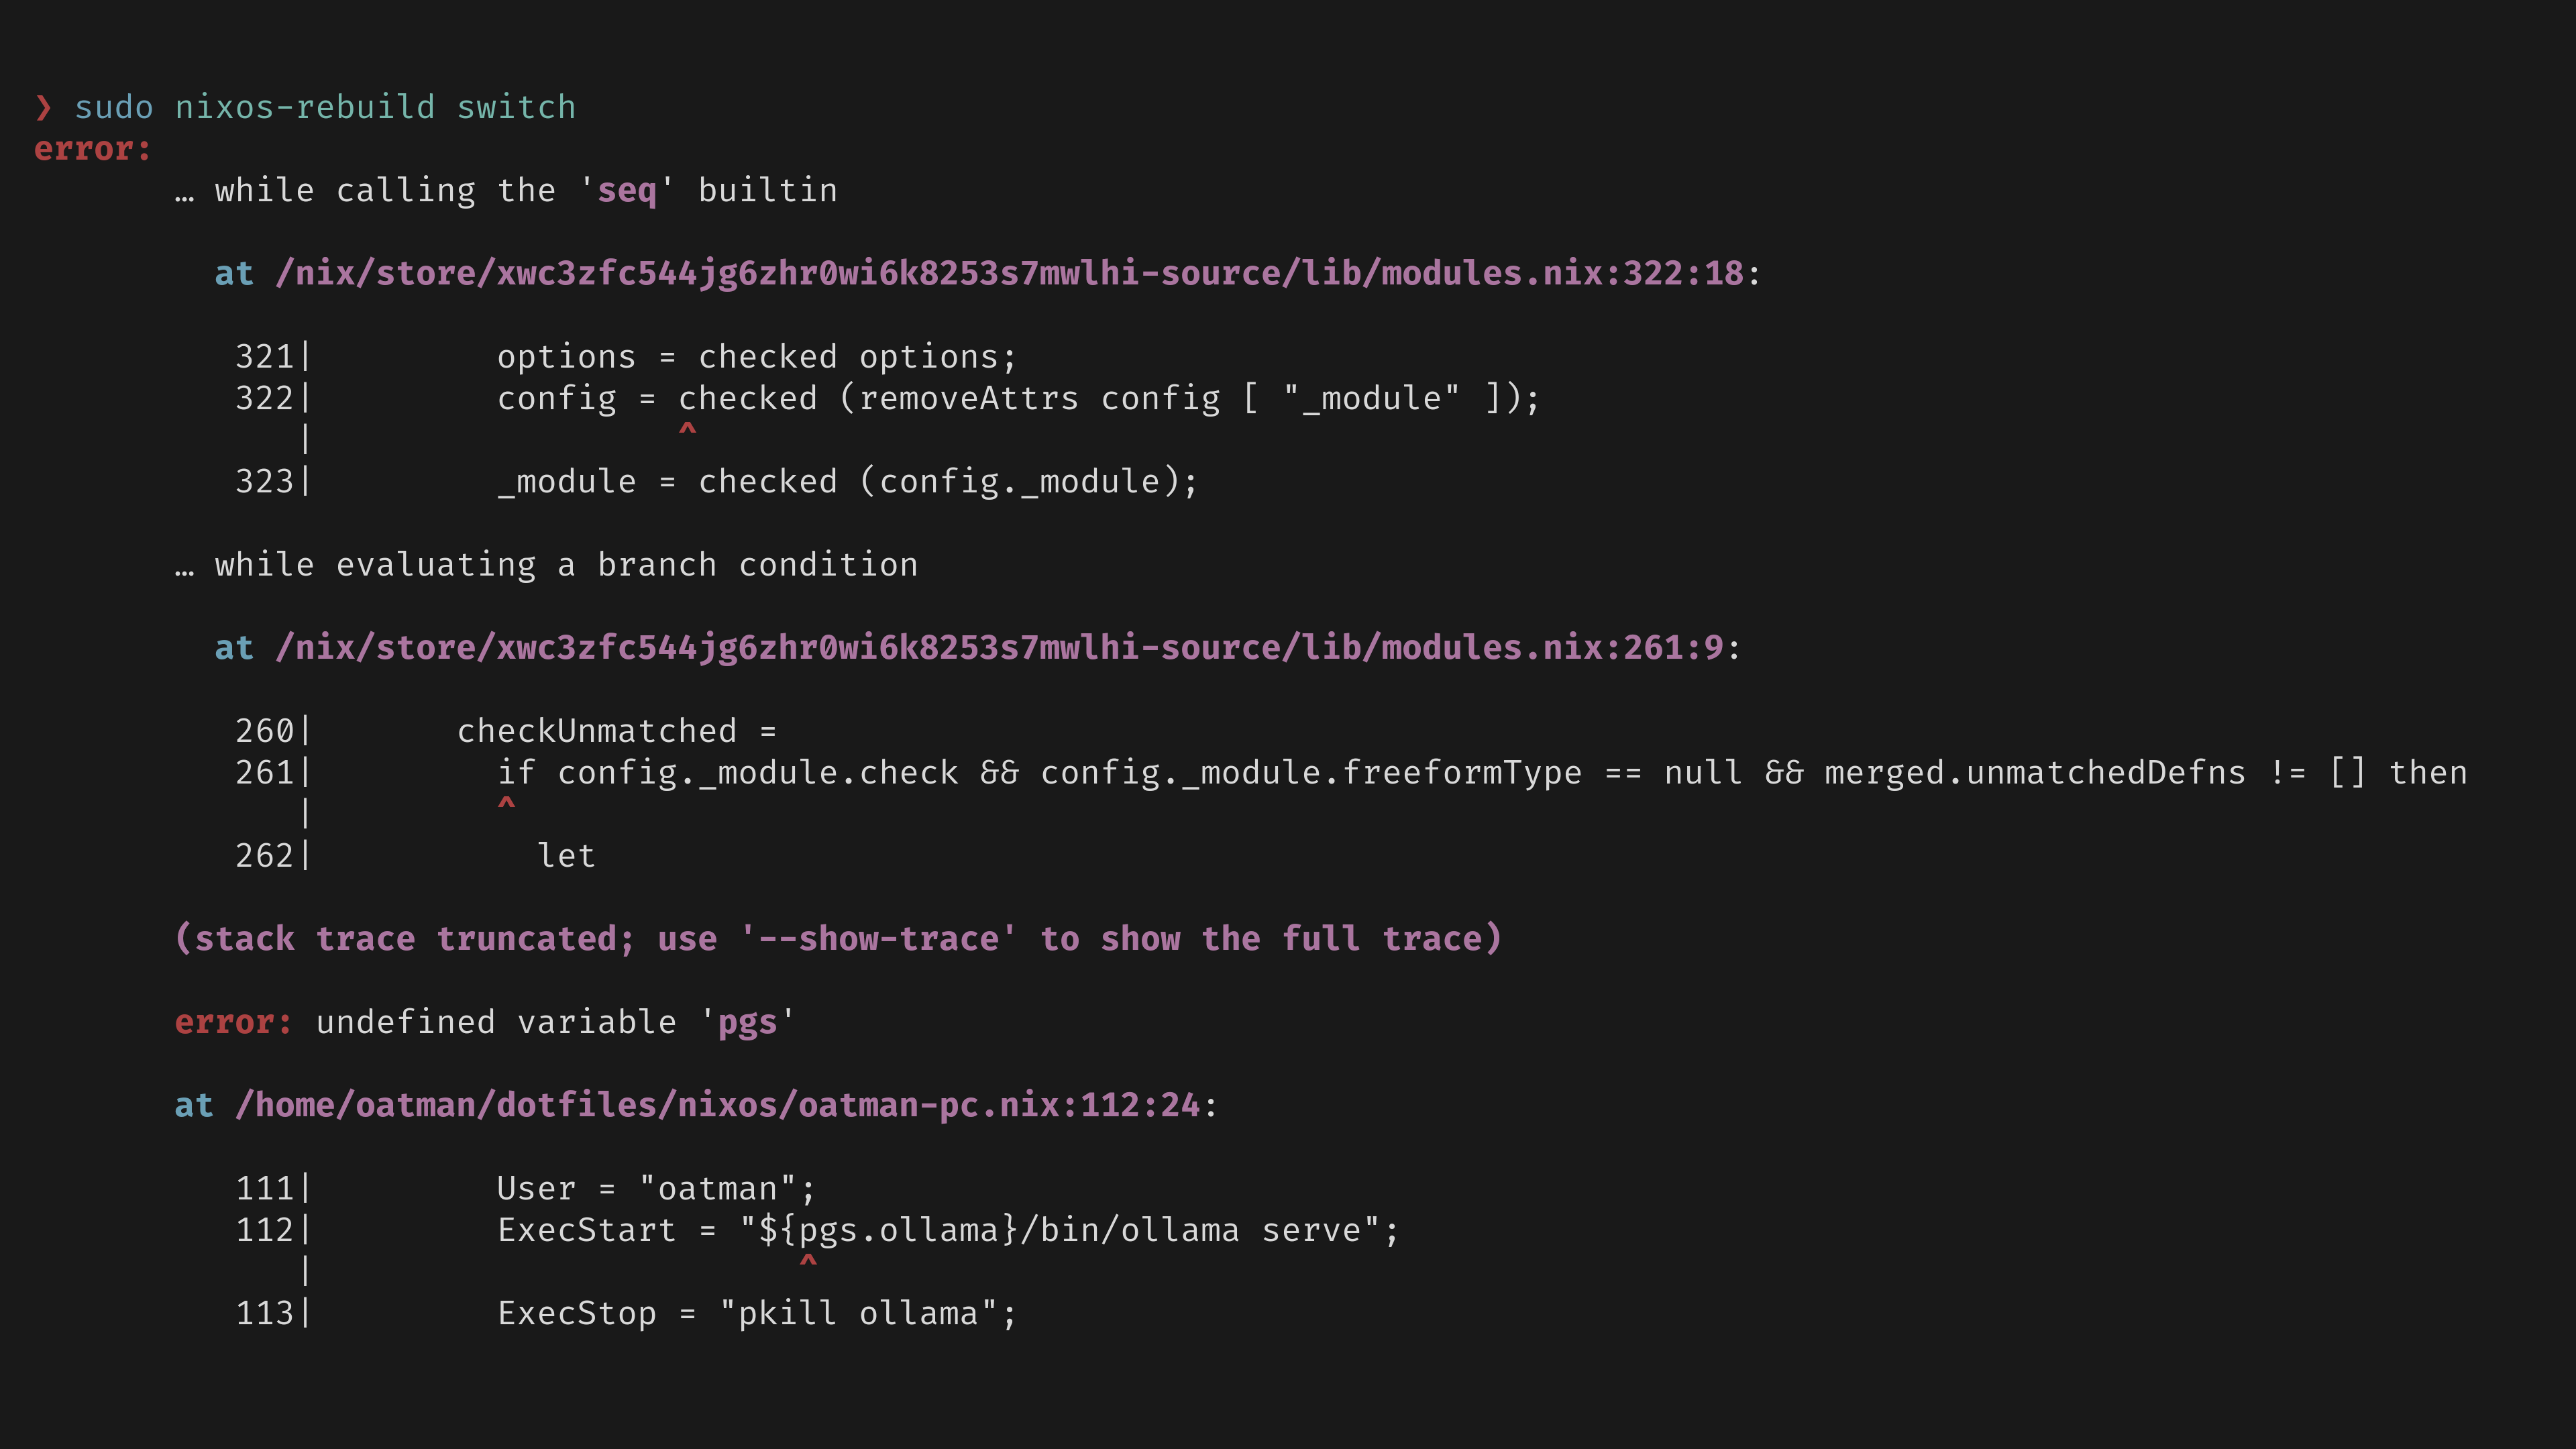 ❯ sudo nixos-rebuild switch
error:
       … while calling the 'seq' builtin

         at /nix/store/xwc3zfc544jg6zhr0wi6k8253s7mwlhi-source/lib/modules.nix:322:18:

          321|         options = checked options;
          322|         config = checked (removeAttrs config [ "_module" ]);
             |                  ^
          323|         _module = checked (config._module);

       … while evaluating a branch condition

         at /nix/store/xwc3zfc544jg6zhr0wi6k8253s7mwlhi-source/lib/modules.nix:261:9:

          260|       checkUnmatched =
          261|         if config._module.check && config._module.freeformType == null && merged.unmatchedDefns != [] then
             |         ^
          262|           let

       (stack trace truncated; use '--show-trace' to show the full trace)

       error: undefined variable 'pgs'

       at /home/oatman/dotfiles/nixos/oatman-pc.nix:112:24:

          111|         User = "oatman";
          112|         ExecStart = "${pgs.ollama}/bin/ollama serve";
             |                        ^
          113|         ExecStop = "pkill ollama";